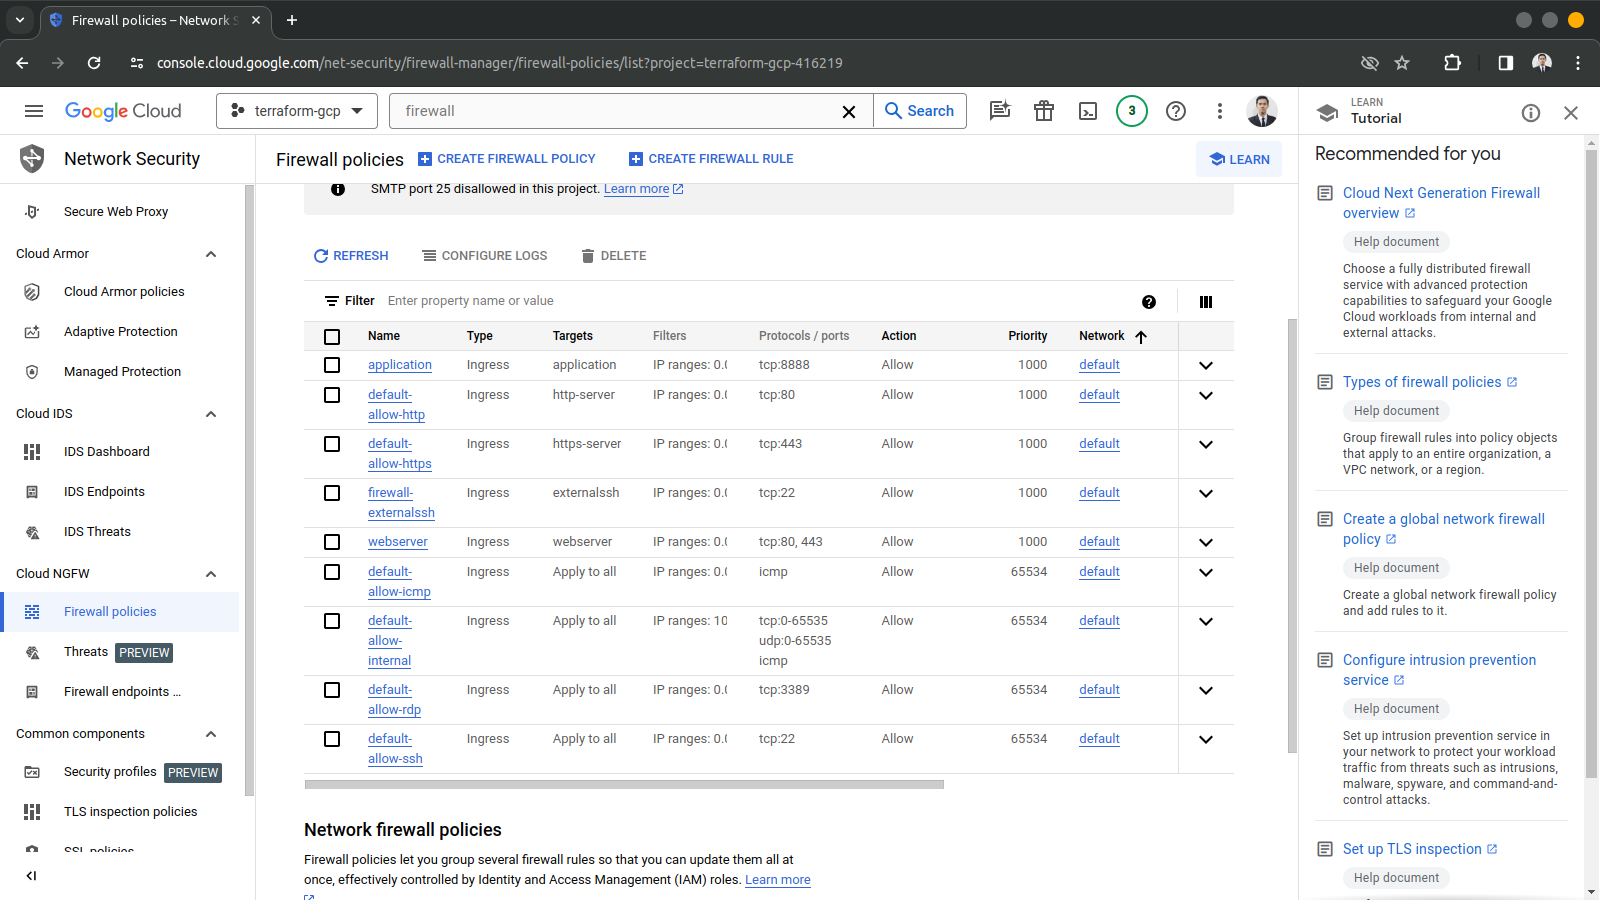 Firewall policies – Network S
console.cloud.google.com/net-security/firewall-manager/firewall-policies/list?project=terraform-gcp-416219
Google Cloud
terraform-gcp
firewall
Search
3
LEARN
Tutorial
Network Security
Firewall policies
CREATE FIREWALL POLICY
CREATE FIREWALL RULE
LEARN
Secure Web Proxy
Cloud Armor
Cloud Armor policies
Adaptive Protection
Managed Protection
Cloud IDS
IDS Dashboard
IDS Endpoints
IDS Threats
Cloud NGFW
Firewall policies
Threats PREVIEW
Firewall endpoints ...
Common components
Security profiles PREVIEW
TLS inspection policies
SSL policies
SMTP port 25 disallowed in this project. Learn more
REFRESH CONFIGURE LOGS DELETE
Filter Enter property name or value
Name Type Targets Filters Protocols / ports Action Priority Network
application Ingress application IP ranges: 0.0 tcp:8888 Allow 1000 default
default- Ingress http-server IP ranges: 0.0 tcp:80 Allow 1000 default
allow-http
default- Ingress https-server IP ranges: 0.0 tcp:443 Allow 1000 default
allow-https
firewall- Ingress externalssh IP ranges: 0.0 tcp:22 Allow 1000 default
externalssh
webserver Ingress webserver IP ranges: 0.0 tcp:80, 443 Allow 1000 default
default- Ingress Apply to all IP ranges: 0.0 icmp Allow 65534 default
allow-icmp
default- Ingress Apply to all IP ranges: 10 tcp:0-65535 Allow 65534 default
allow- udp:0-65535
internal icmp
default- Ingress Apply to all IP ranges: 0.0 tcp:3389 Allow 65534 default
allow-rdp
default- Ingress Apply to all IP ranges: 0.0 tcp:22 Allow 65534 default
allow-ssh
Network firewall policies
Firewall policies let you group several firewall rules so that you can update them all at
once, effectively controlled by Identity and Access Management (IAM) roles. Learn more
Recommended for you
Cloud Next Generation Firewall
overview
Help document
Choose a fully distributed firewall
service with advanced protection
capabilities to safeguard your Google
Cloud workloads from internal and
external attacks.
Types of firewall policies
Help document
Group firewall rules into policy objects
that apply to an entire organization, a
VPC network, or a region.
Create a global network firewall
policy
Help document
Create a global network firewall policy
and add rules to it.
Configure intrusion prevention
service
Help document
Set up intrusion prevention service in
your network to protect your workload
traffic from threats such as intrusions,
malware, spyware, and command-and-
control attacks.
Set up TLS inspection
Help document